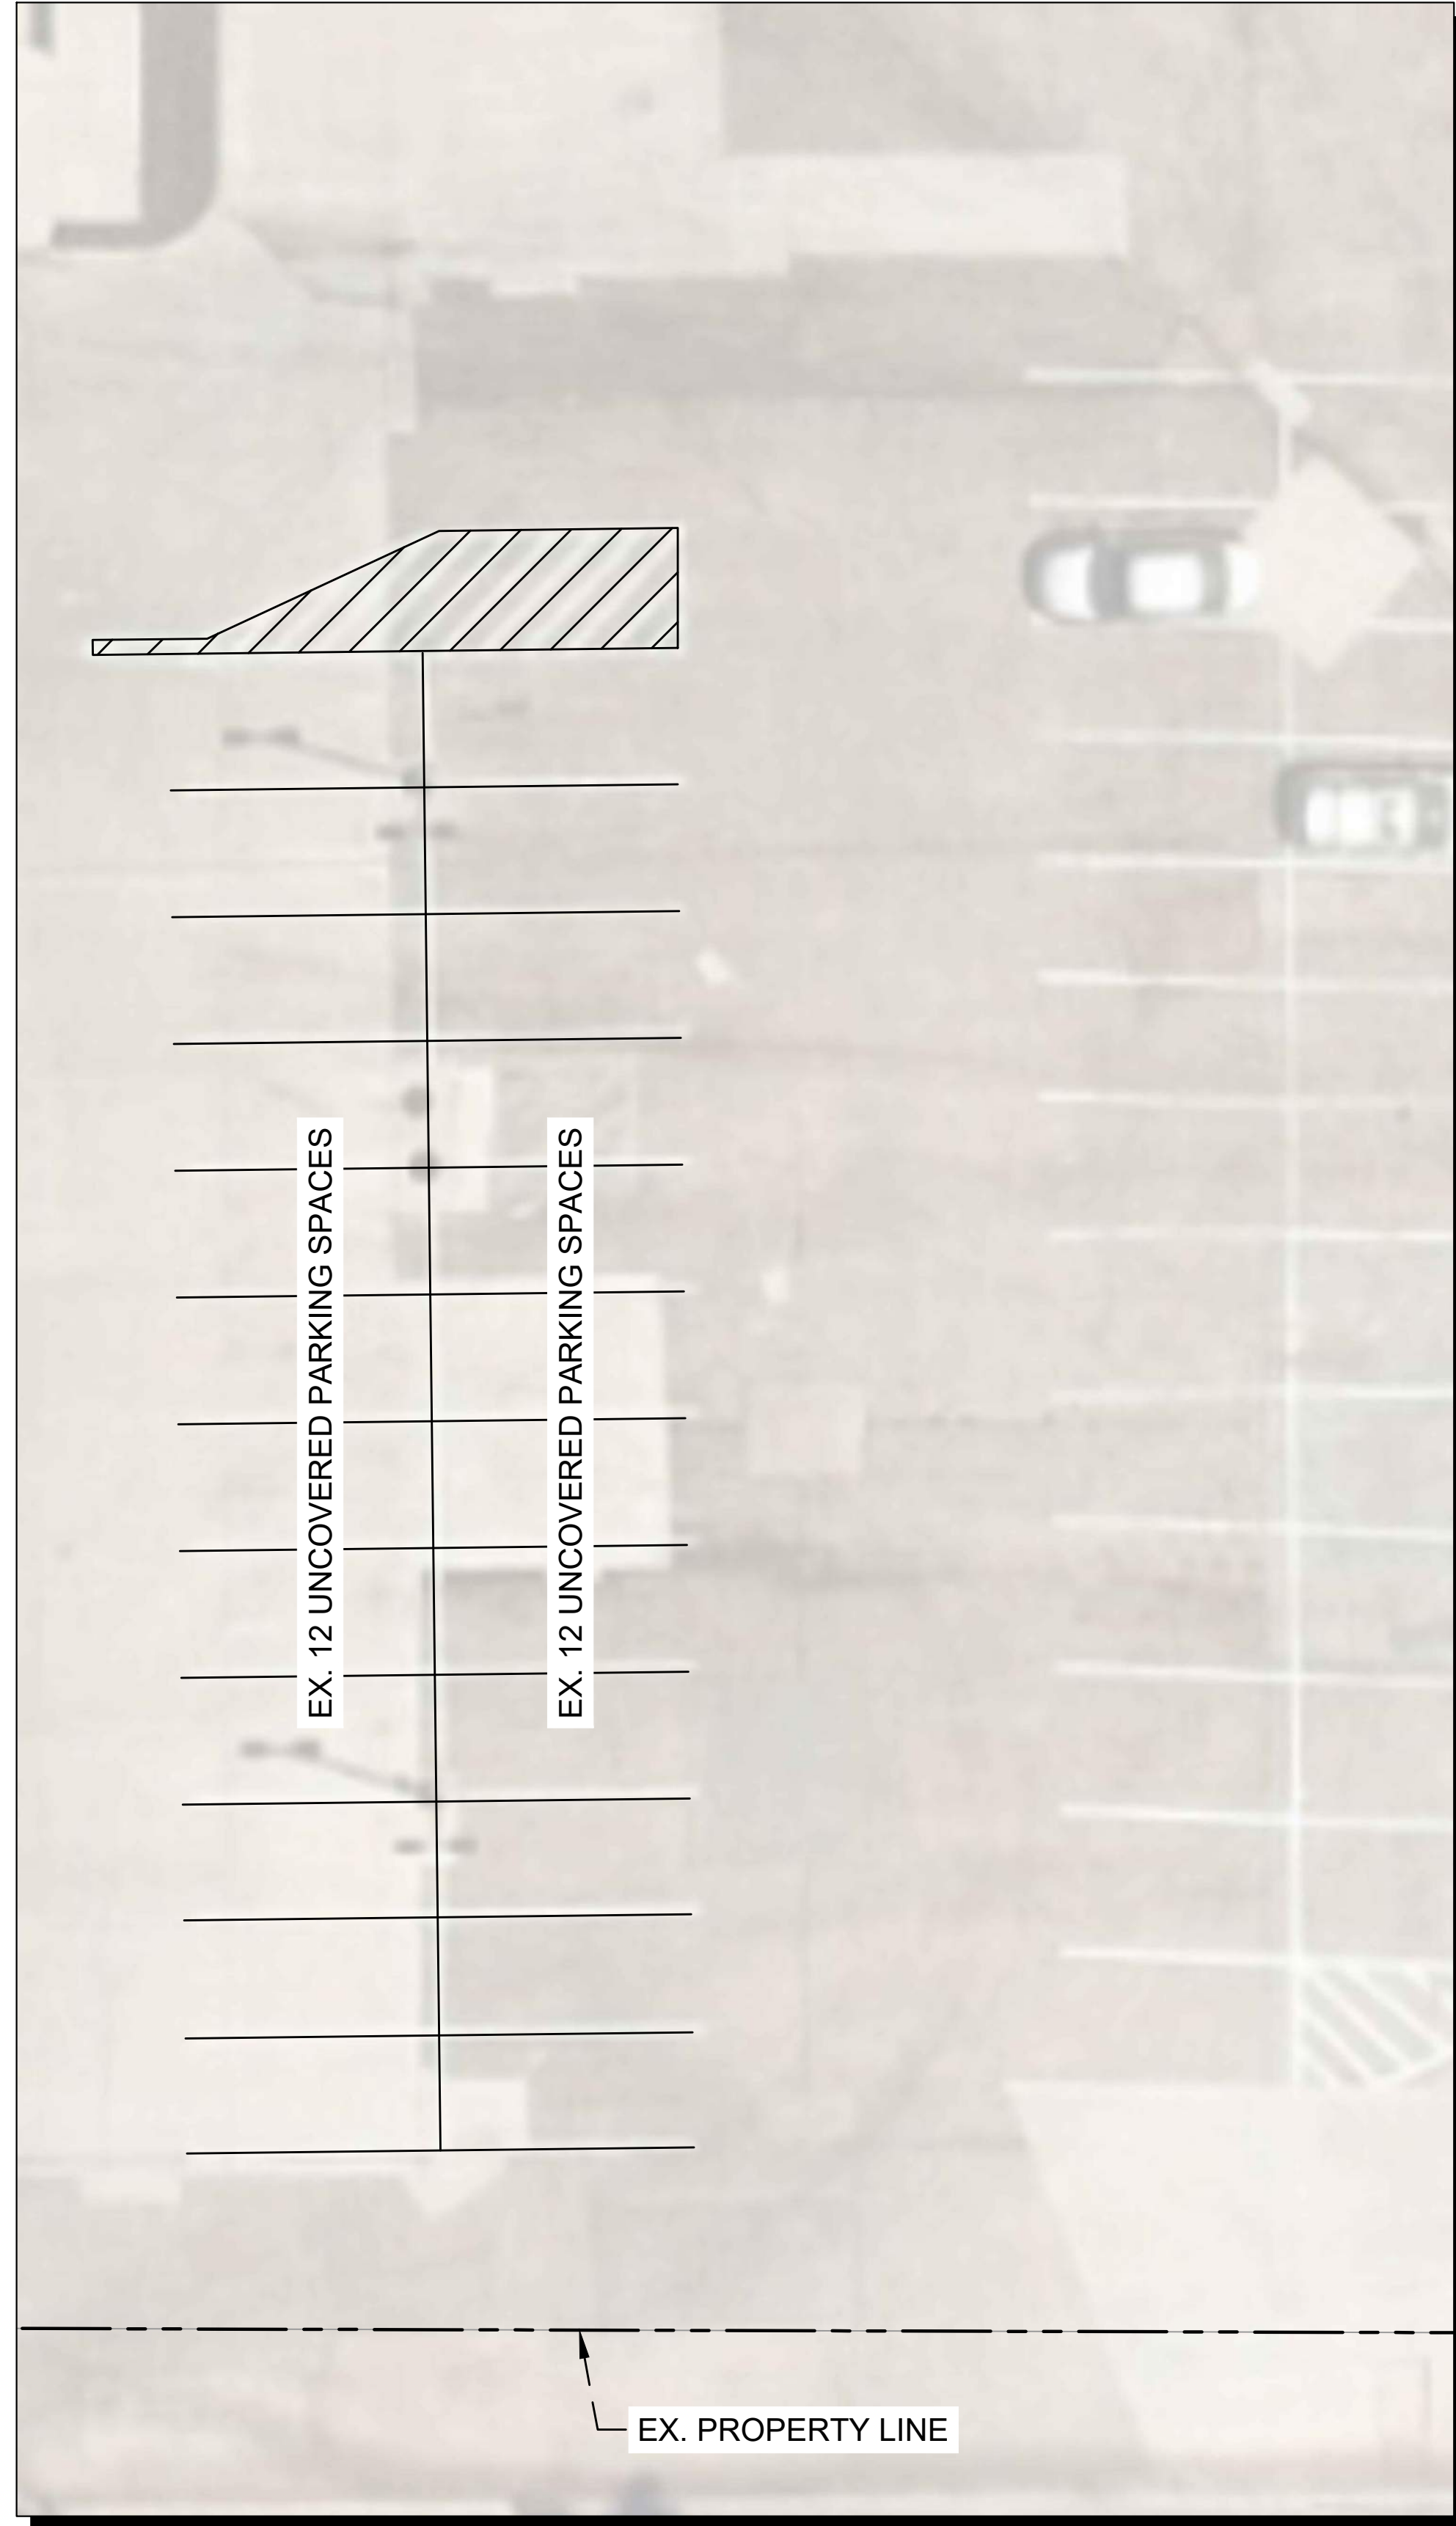 EX. 12 UNCOVERED PARKING SPACES
EX. 12 UNCOVERED PARKING SPACES
EX. PROPERTY LINE